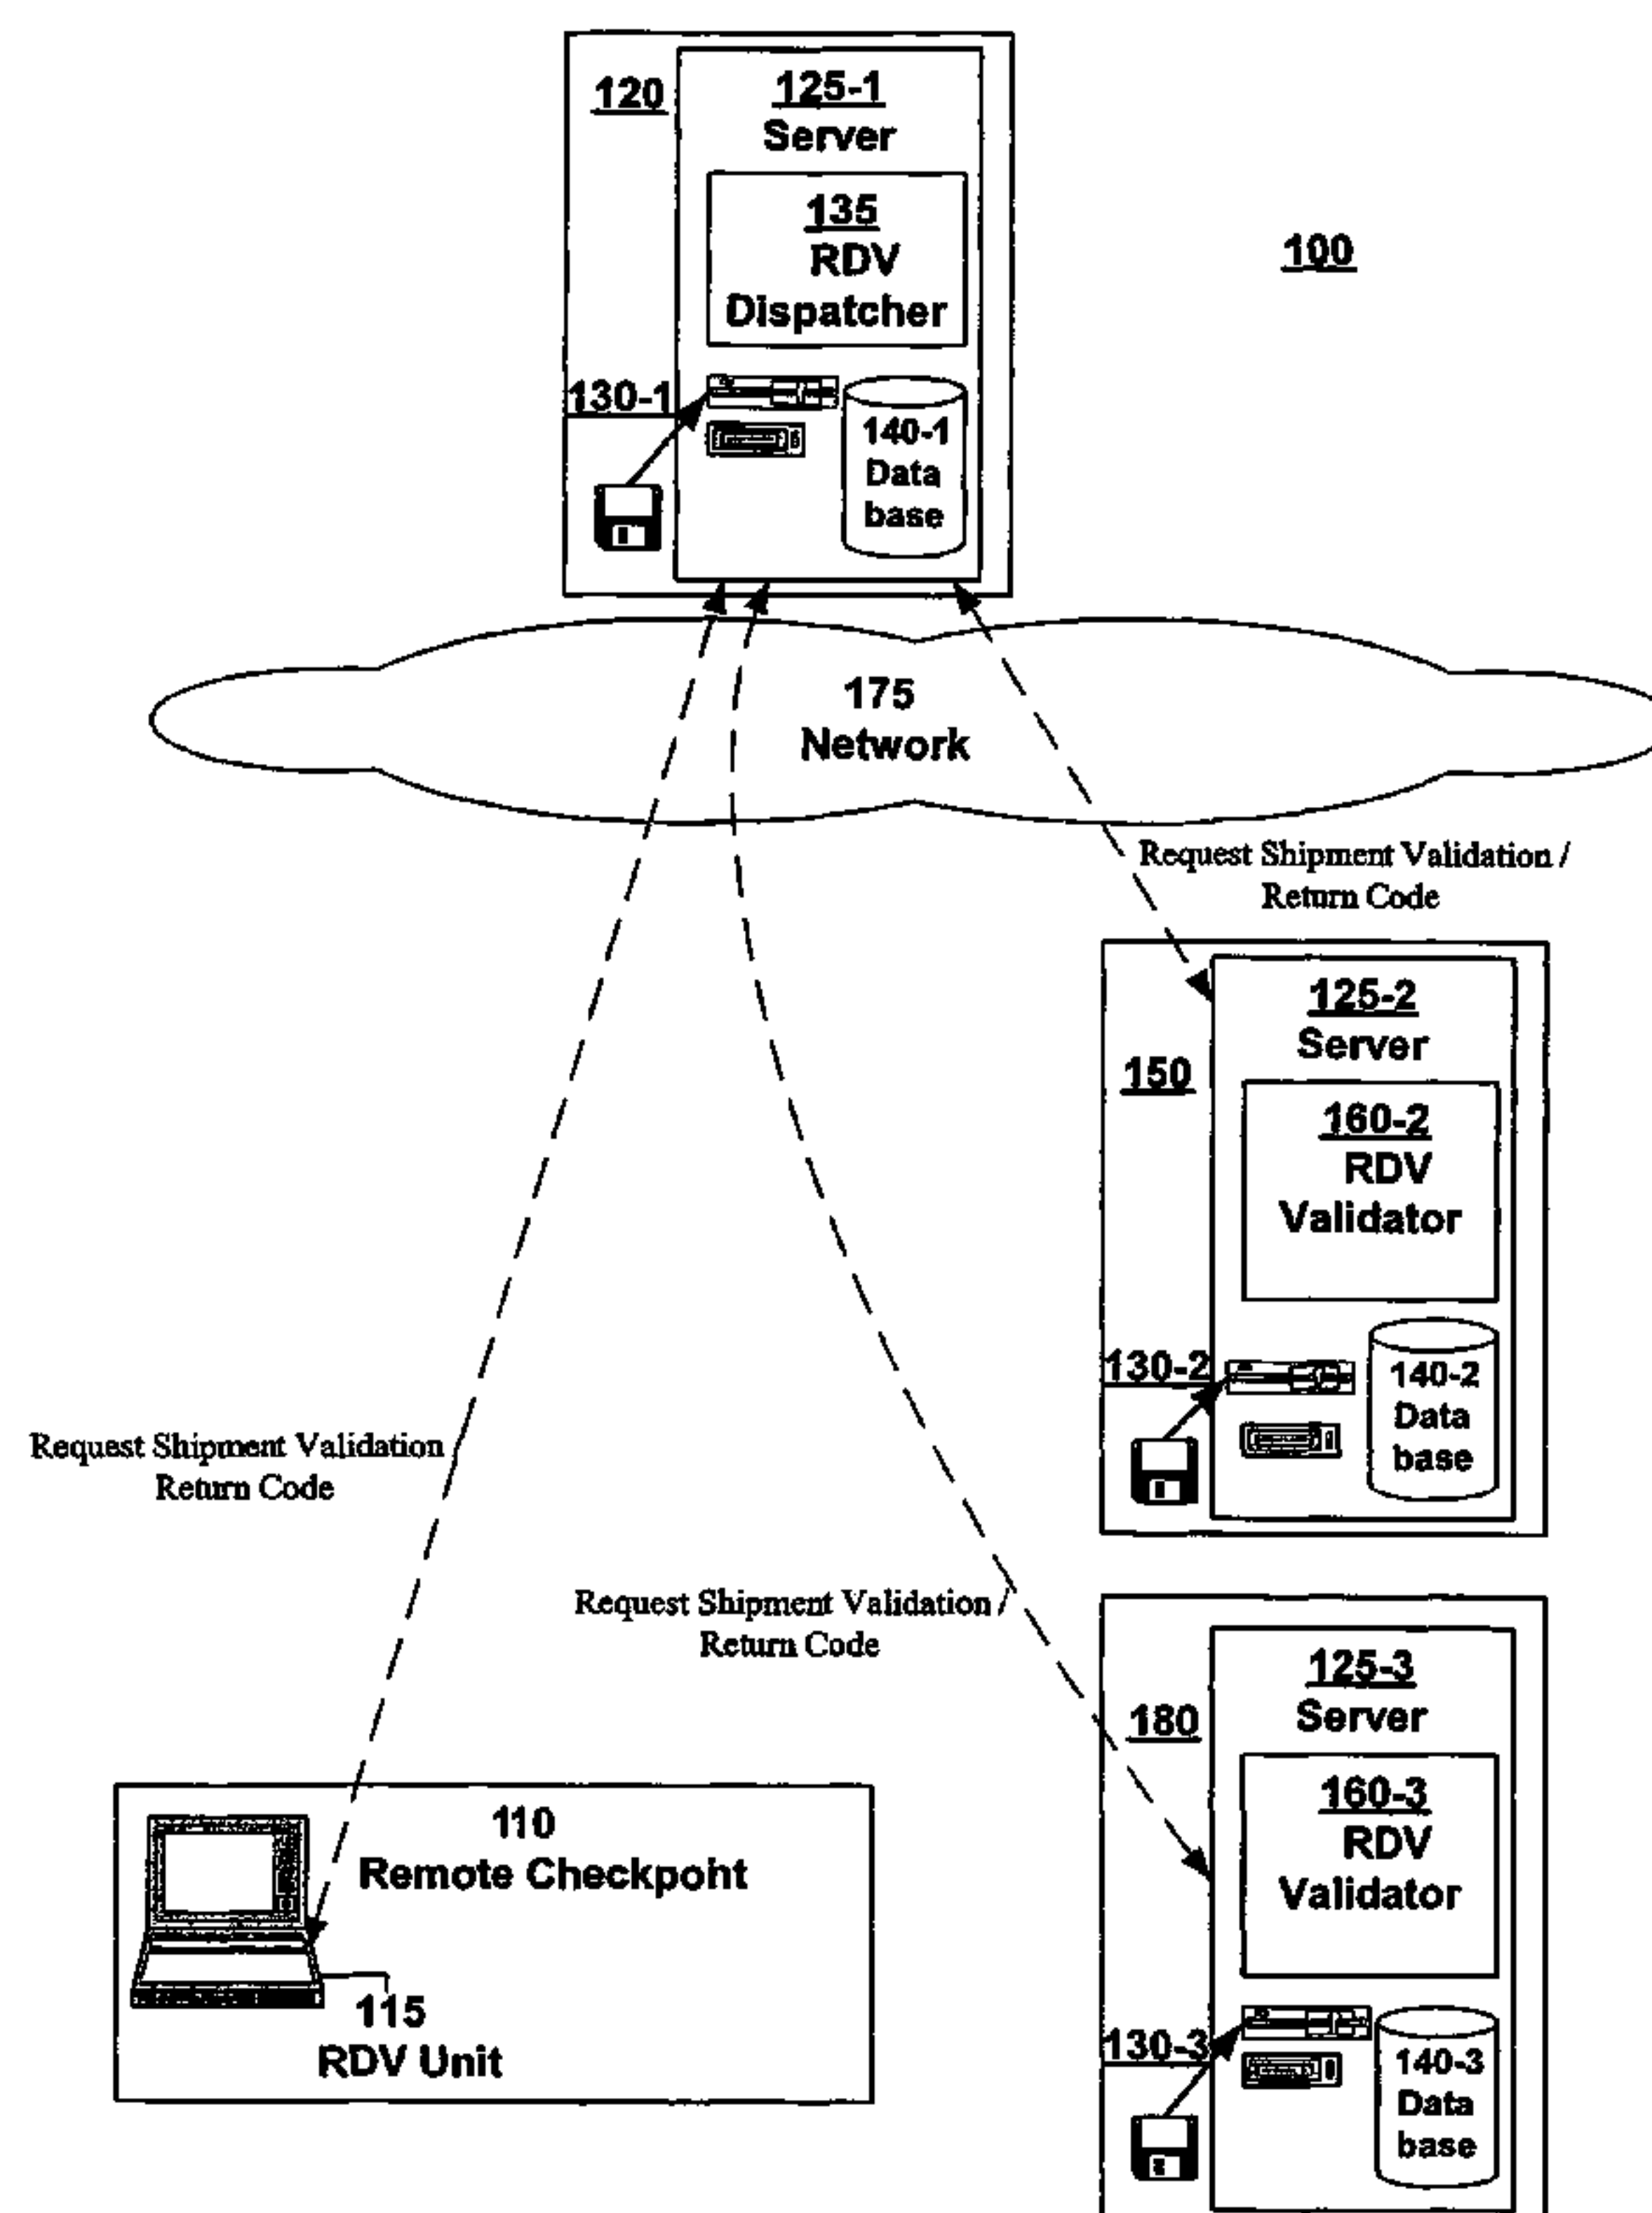 120
125-1
Server
135
RDV
Dispatcher
100
130-1
140-1
Data
base
175
Network
Request Shipment Validation /
Return Code
125-2
Server
150
160-2
RDV
Validator
130-2
140-2
Data
base
Request Shipment Validation
Return Code
Request Shipment Validation /
Return Code
125-3
Server
180
160-3
RDV
Validator
110
Remote Checkpoint
115
RDV Unit
130-3
140-3
Data
base